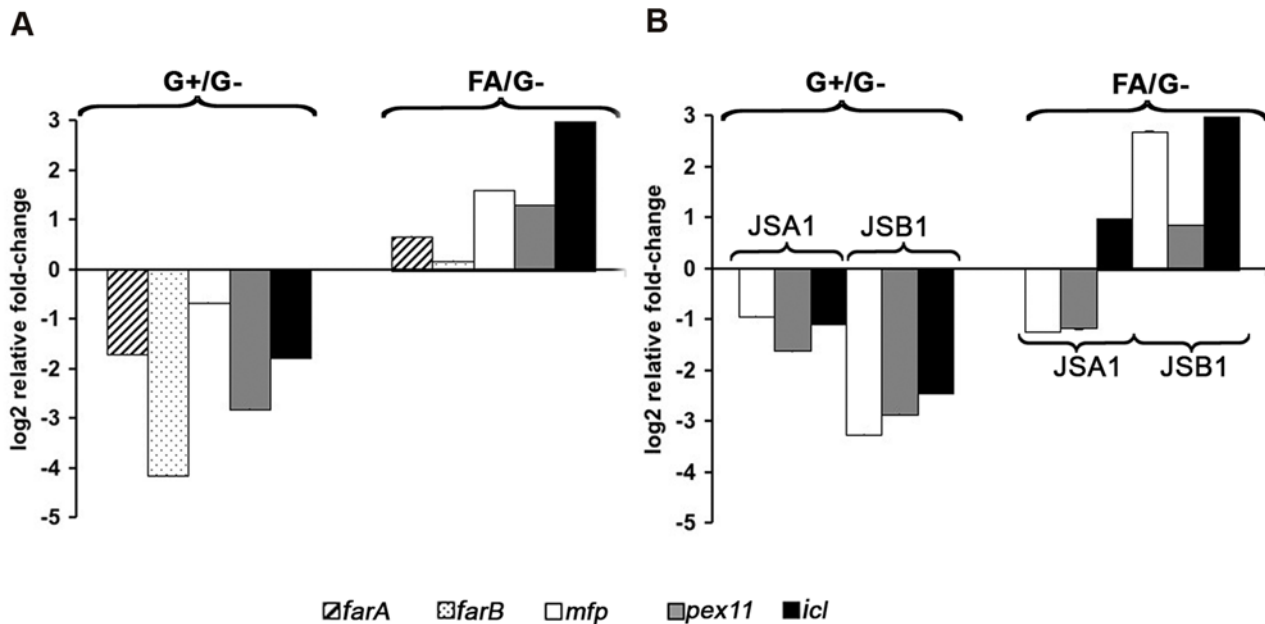 A
G+/G-
FA/G-
log2 relative fold-change
3
2
1
0
-1
-2
-3
-4
-5
B
G+/G-
FA/G-
log2 relative fold-change
3
2
1
0
-1
-2
-3
-4
-5
JSA1
JSB1
JSA1
JSB1
farA farB mfp pex11 icl